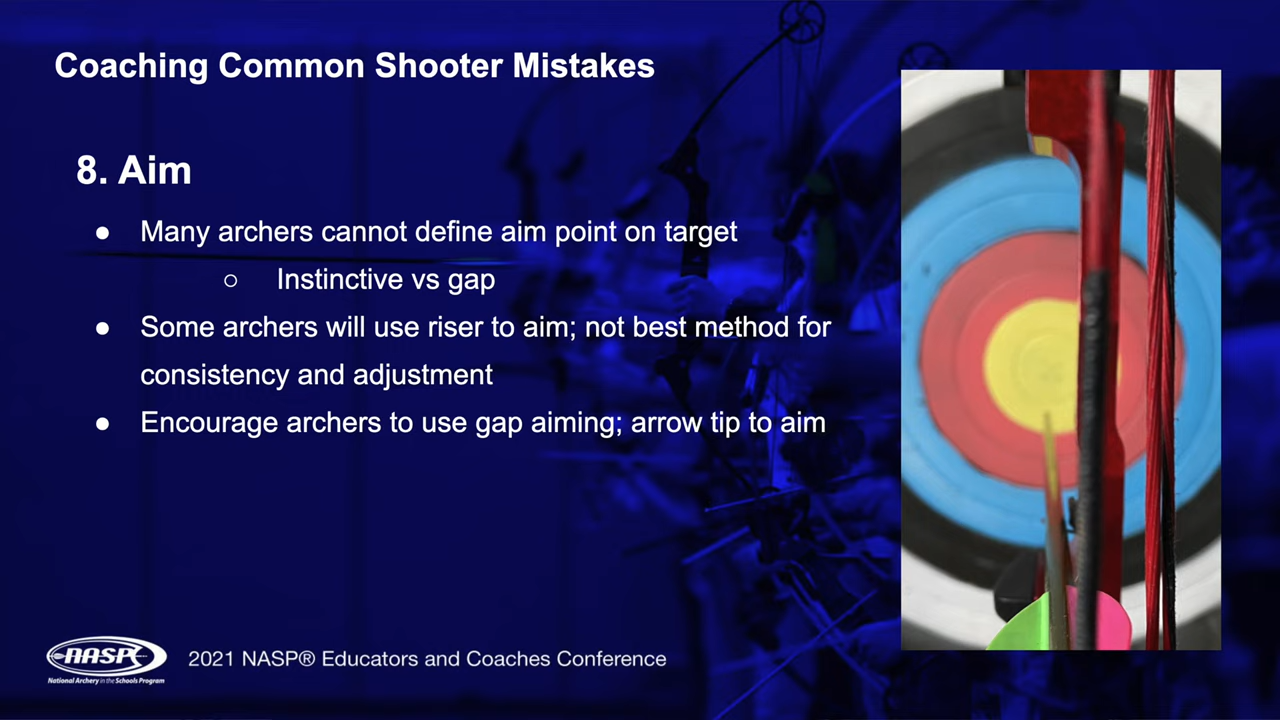 Coaching Common Shooter Mistakes
8. Aim
● Many archers cannot define aim point on target
○ Instinctive vs gap
● Some archers will use riser to aim; not best method for
consistency and adjustment
● Encourage archers to use gap aiming; arrow tip to aim
NASP
National Archery in the Schools Program
2021 NASP® Educators and Coaches Conference